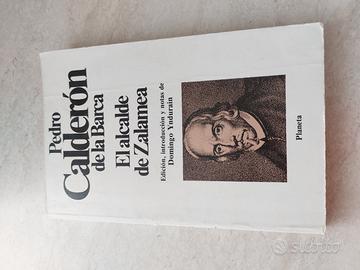 Pedro
Calderón
de la Barca
El alcalde
de Zalamea
Edición, introducción y notas de
Domingo Ynduráin
Planeta
subito.it